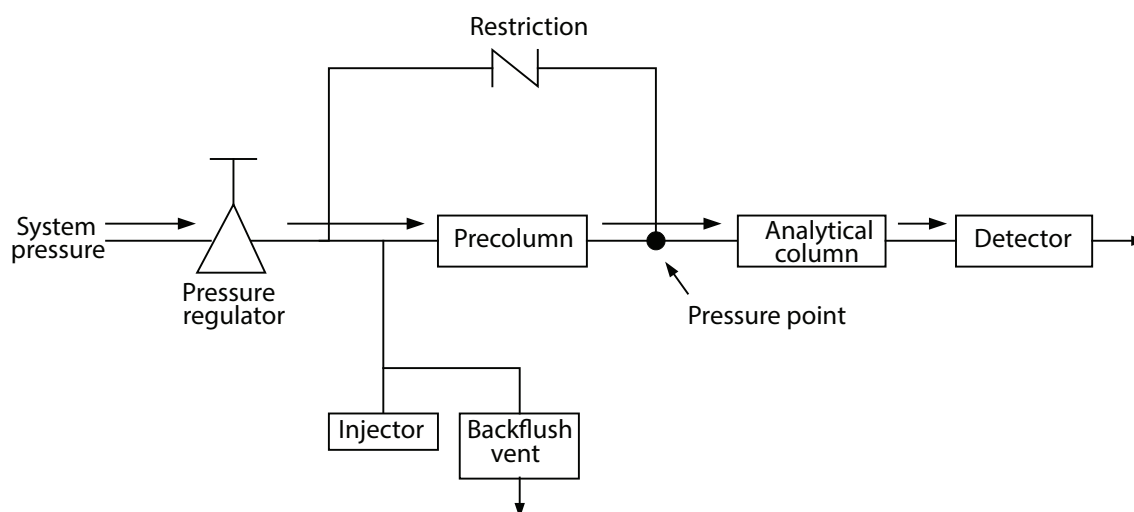 Restriction
System
pressure
Pressure
regulator
Precolumn
Analytical
column
Detector
Pressure point
Injector
Backflush
vent